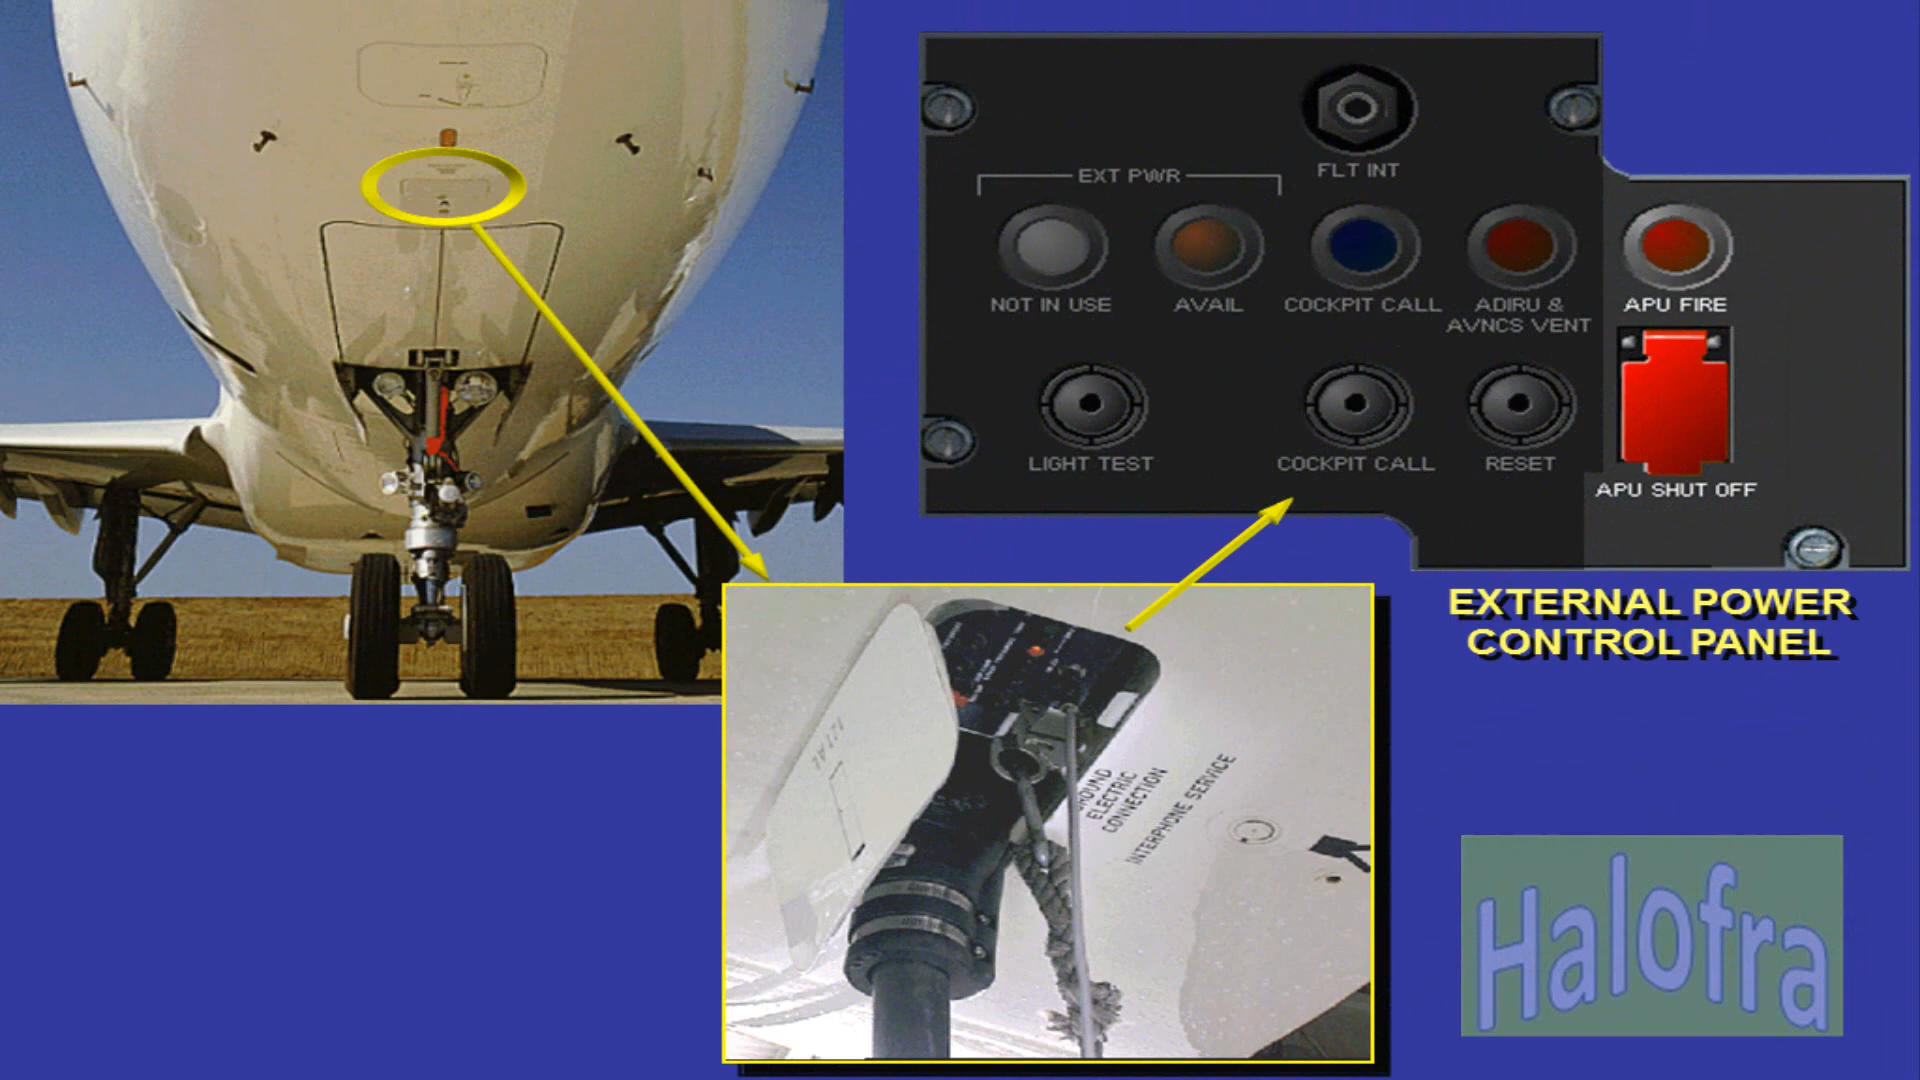 FLT INT
EXT PWR
NOT IN USE
AVAIL
COCKPIT CALL
ADIRU &
AVNCS VENT
APU FIRE
LIGHT TEST
COCKPIT CALL
RESET
APU SHUT OFF
EXTERNAL POWER
CONTROL PANEL
ELECTRIC
CONNECTION
INTERPHONE SERVICE
Halofra